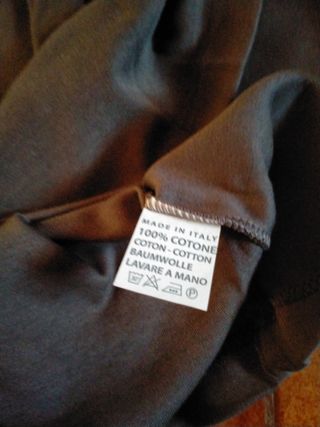 MADE IN ITALY
100% COTONE
COTON - COTTON
BAUMWOLLE
LAVARE A MANO